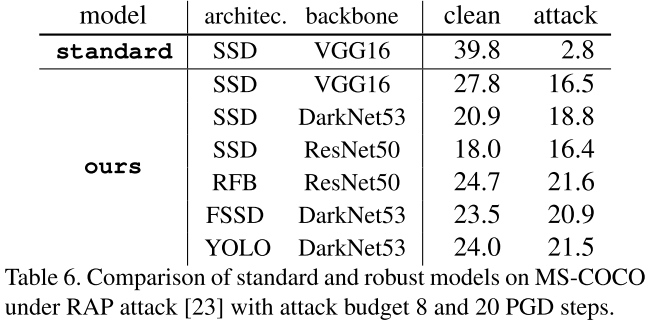 model architec. backbone clean attack
standard SSD VGG16 39.8 2.8
SSD VGG16 27.8 16.5
SSD DarkNet53 20.9 18.8
SSD ResNet50 18.0 16.4
ours
RFB ResNet50 24.7 21.6
FSSD DarkNet53 23.5 20.9
YOLO DarkNet53 24.0 21.5
Table 6. Comparison of standard and robust models on MS-COCO
under RAP attack [23] with attack budget 8 and 20 PGD steps.